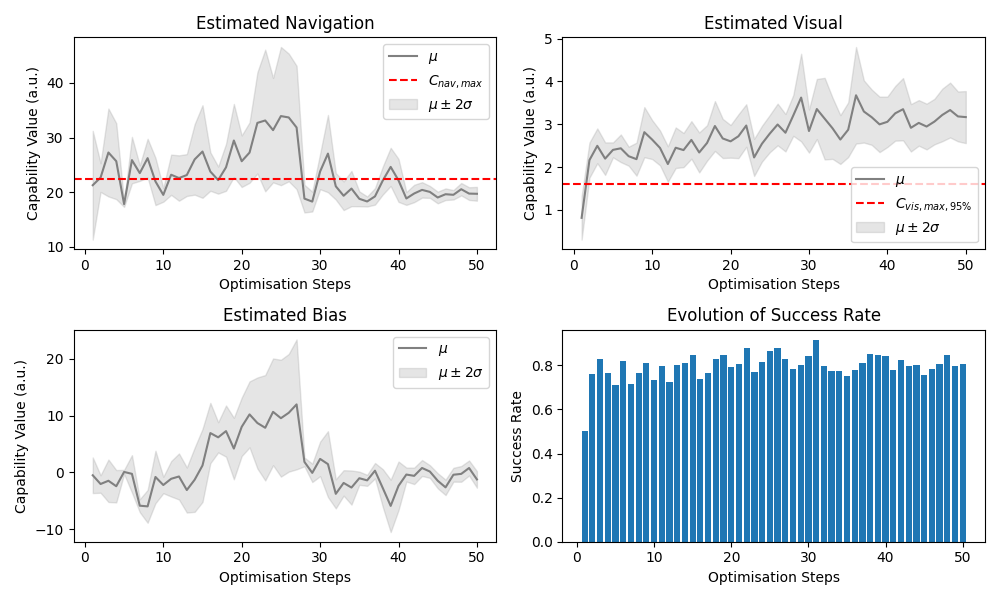 Estimated Navigation
Capability Value (a.u.)
40
30
20
10
μ
C_{nav, max}
μ ± 2σ
0 10 20 30 40 50
Optimisation Steps
Estimated Visual
Capability Value (a.u.)
5
4
3
2
1
μ
C_{vis, max, 95%}
μ ± 2σ
0 10 20 30 40 50
Optimisation Steps
Estimated Bias
Capability Value (a.u.)
20
10
0
−10
μ
μ ± 2σ
0 10 20 30 40 50
Optimisation Steps
Evolution of Success Rate
Success Rate
0.8
0.6
0.4
0.2
0.0
0 10 20 30 40 50
Optimisation Steps